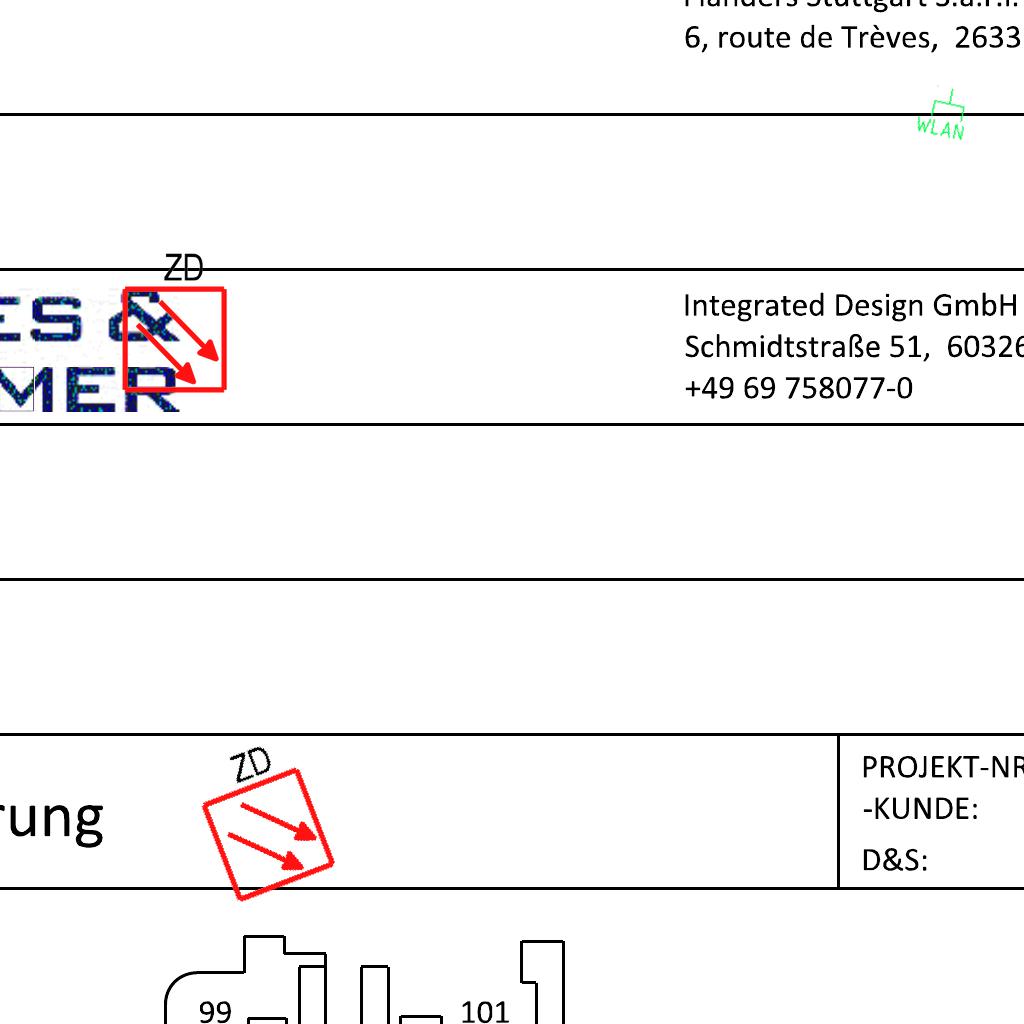 6, route de Trèves, 2633
WLAN
ZD
ES &
MER
Integrated Design GmbH
Schmidtstraße 51, 60326
+49 69 758077-0
ZD
rung
PROJEKT-NR
-KUNDE:
D&S:
99
101